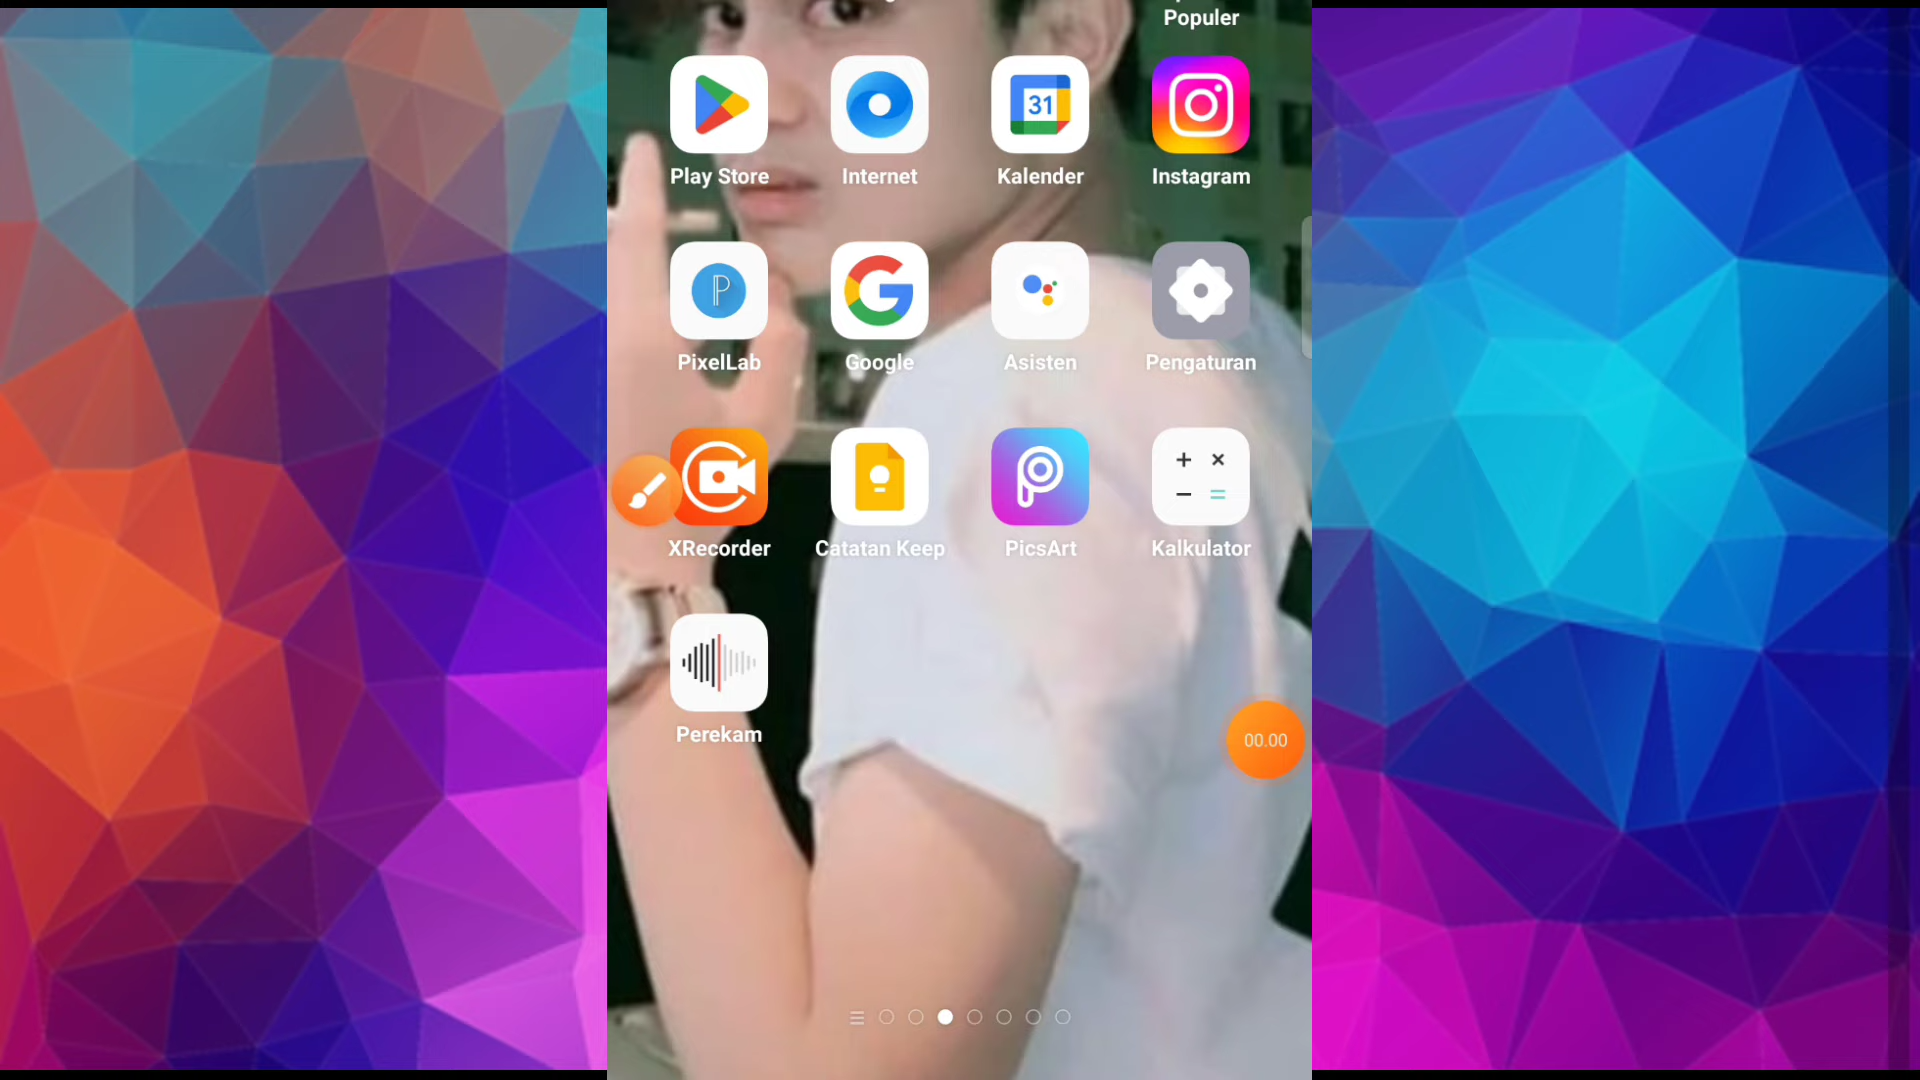 Populer
31
Play Store
Internet
Kalender
Instagram
P
PixelLab
G
Google
Asisten
Pengaturan
XRecorder
Catatan Keep
PicsArt
Kalkulator
Perekam
00.00